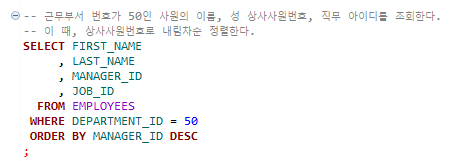 -- 근무부서 번호가 50인 사원의 이름, 성 상사사원번호, 직무 아이디를 조회한다.
-- 이 때, 상사사원번호로 내림차순 정렬한다.
SELECT FIRST_NAME
, LAST_NAME
, MANAGER_ID
, JOB_ID
FROM EMPLOYEES
WHERE DEPARTMENT_ID = 50
ORDER BY MANAGER_ID DESC
;